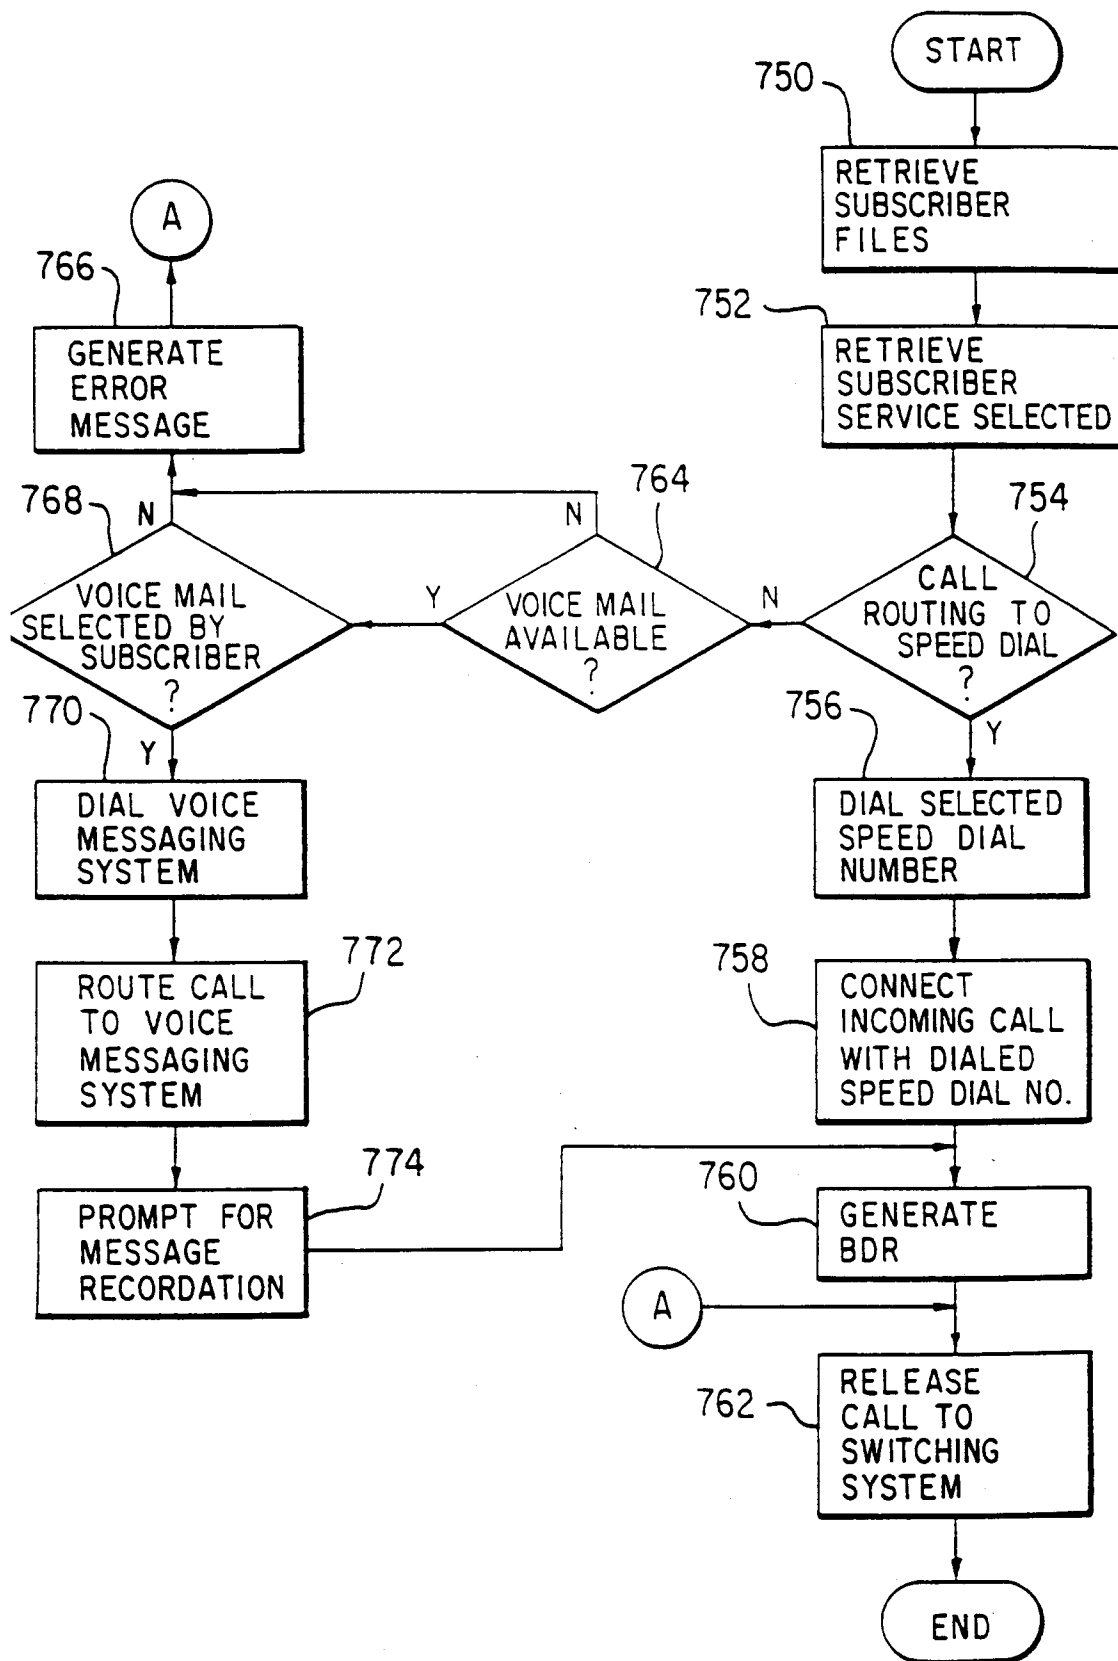 START
750
RETRIEVE
SUBSCRIBER
FILES
752
RETRIEVE
SUBSCRIBER
SERVICE SELECTED
754
CALL
ROUTING TO
SPEED DIAL
?
N
Y
764
VOICE MAIL
AVAILABLE
?
N
Y
A
766
GENERATE
ERROR
MESSAGE
768
N
VOICE MAIL
SELECTED BY
SUBSCRIBER
?
Y
770
DIAL VOICE
MESSAGING
SYSTEM
772
ROUTE CALL
TO VOICE
MESSAGING
SYSTEM
774
PROMPT FOR
MESSAGE
RECORDATION
756
DIAL SELECTED
SPEED DIAL
NUMBER
758
CONNECT
INCOMING CALL
WITH DIALED
SPEED DIAL NO.
760
GENERATE
BDR
A
762
RELEASE
CALL TO
SWITCHING
SYSTEM
END